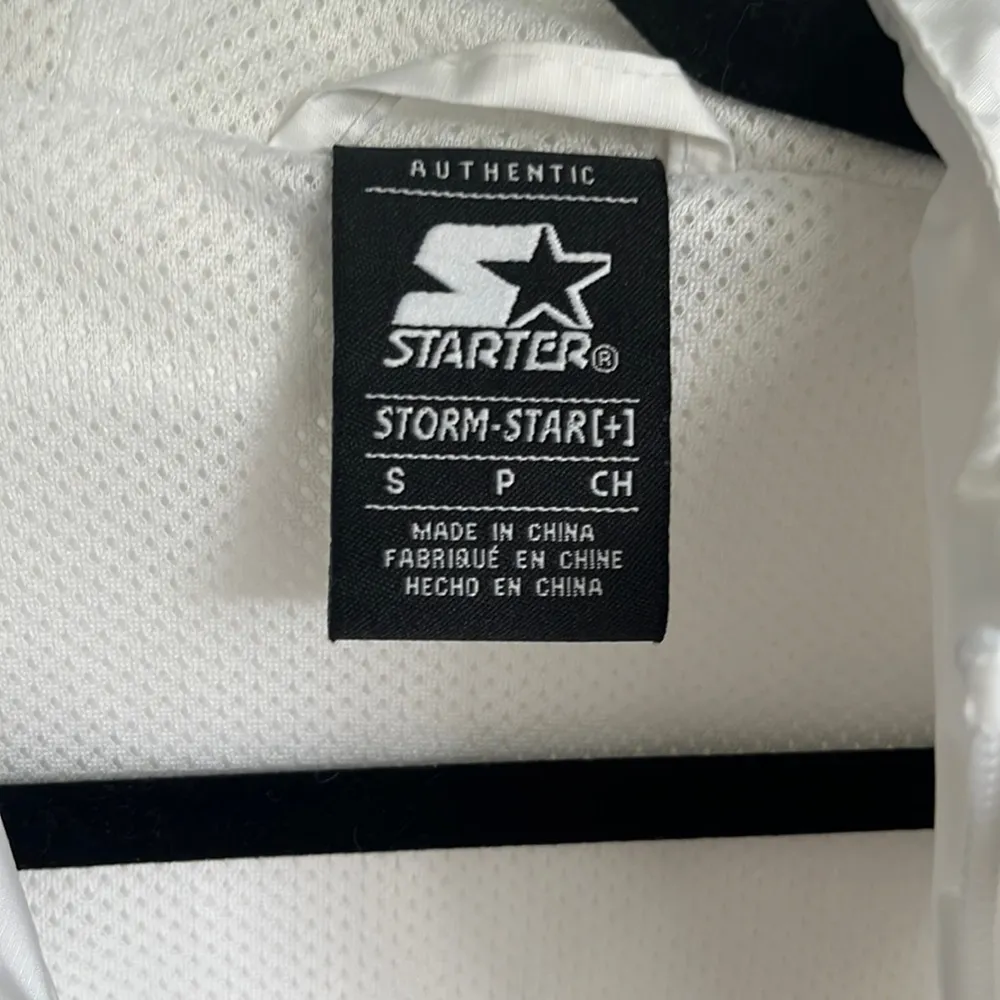 AUTHENTIC
STARTER®
STORM-STAR[+]
S P CH
MADE IN CHINA
FABRIQUÉ EN CHINE
HECHO EN CHINA